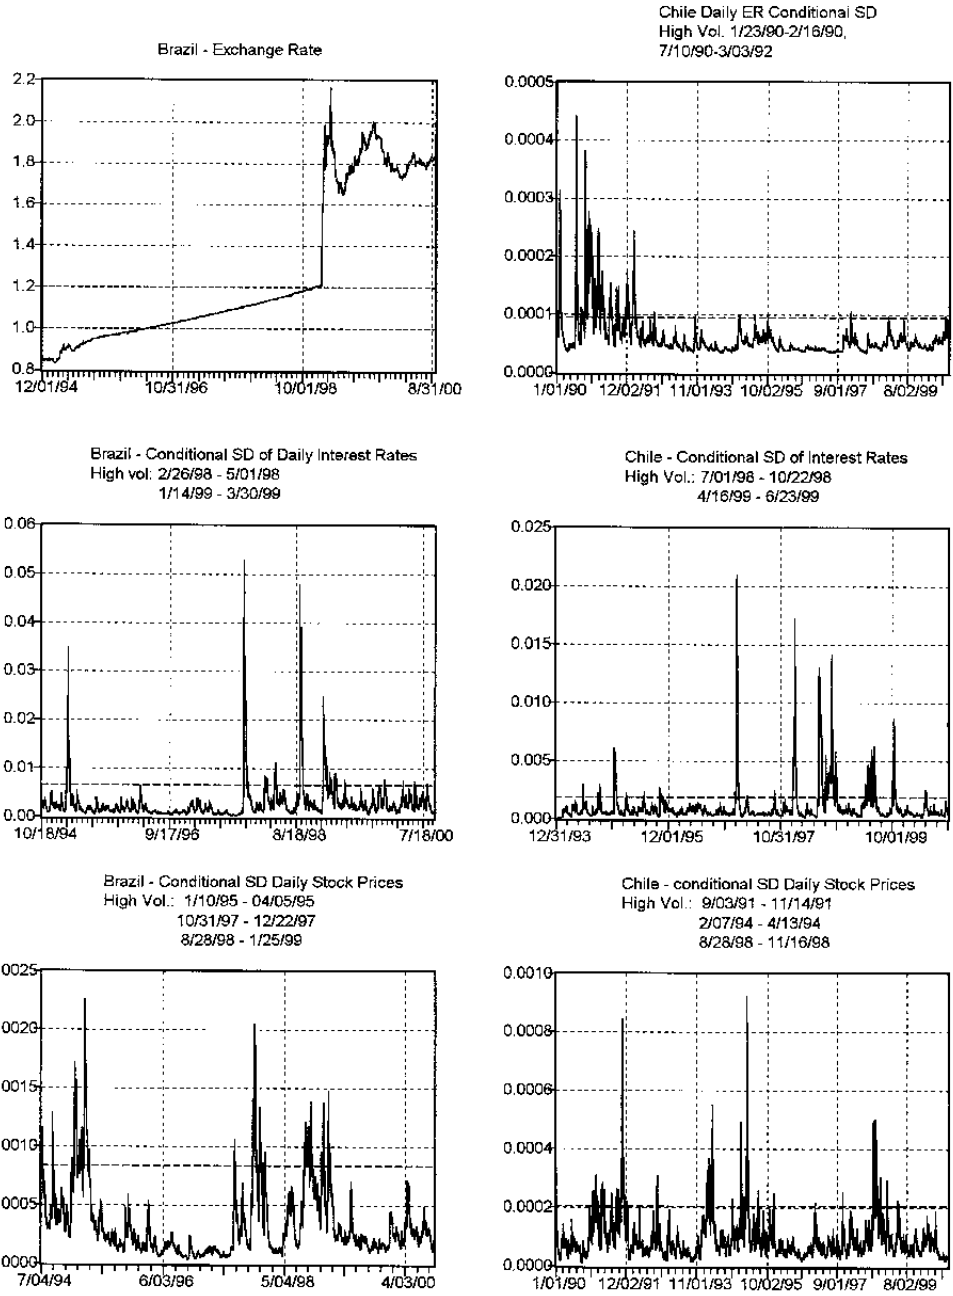 Brazil - Exchange Rate
2.2
2.0
1.8
1.6
1.4
1.2
1.0
0.8
12/01/94 10/31/96 10/01/98 8/31/00
Chile Daily ER Conditional SD
High Vol. 1/23/90-2/16/90,
7/10/90-3/03/92
0.0005
0.0004
0.0003
0.0002
0.0001
0.0000
1/01/90 12/02/91 11/01/93 10/02/95 9/01/97 8/02/99
Brazil - Conditional SD of Daily Interest Rates
High vol: 2/26/98 - 5/01/98
1/14/99 - 3/30/99
0.06
0.05
0.04
0.03
0.02
0.01
0.00
10/18/94 9/17/96 8/18/98 7/18/00
Chile - Conditional SD of Interest Rates
High Vol.: 7/01/98 - 10/22/98
4/16/99 - 6/23/99
0.025
0.020
0.015
0.010
0.005
0.000
12/31/93 12/01/95 10/31/97 10/01/99
Brazil - Conditional SD Daily Stock Prices
High Vol.: 1/10/95 - 04/05/95
10/31/97 - 12/22/97
8/28/98 - 1/25/99
0025
0020
0015
0010
0005
0000
7/04/94 6/03/96 5/04/98 4/03/00
Chile - conditional SD Daily Stock Prices
High Vol.: 9/03/91 - 11/14/91
2/07/94 - 4/13/94
8/28/98 - 11/16/98
0.0010
0.0008
0.0006
0.0004
0.0002
0.0000
1/01/90 12/02/91 11/01/93 10/02/95 9/01/97 8/02/99